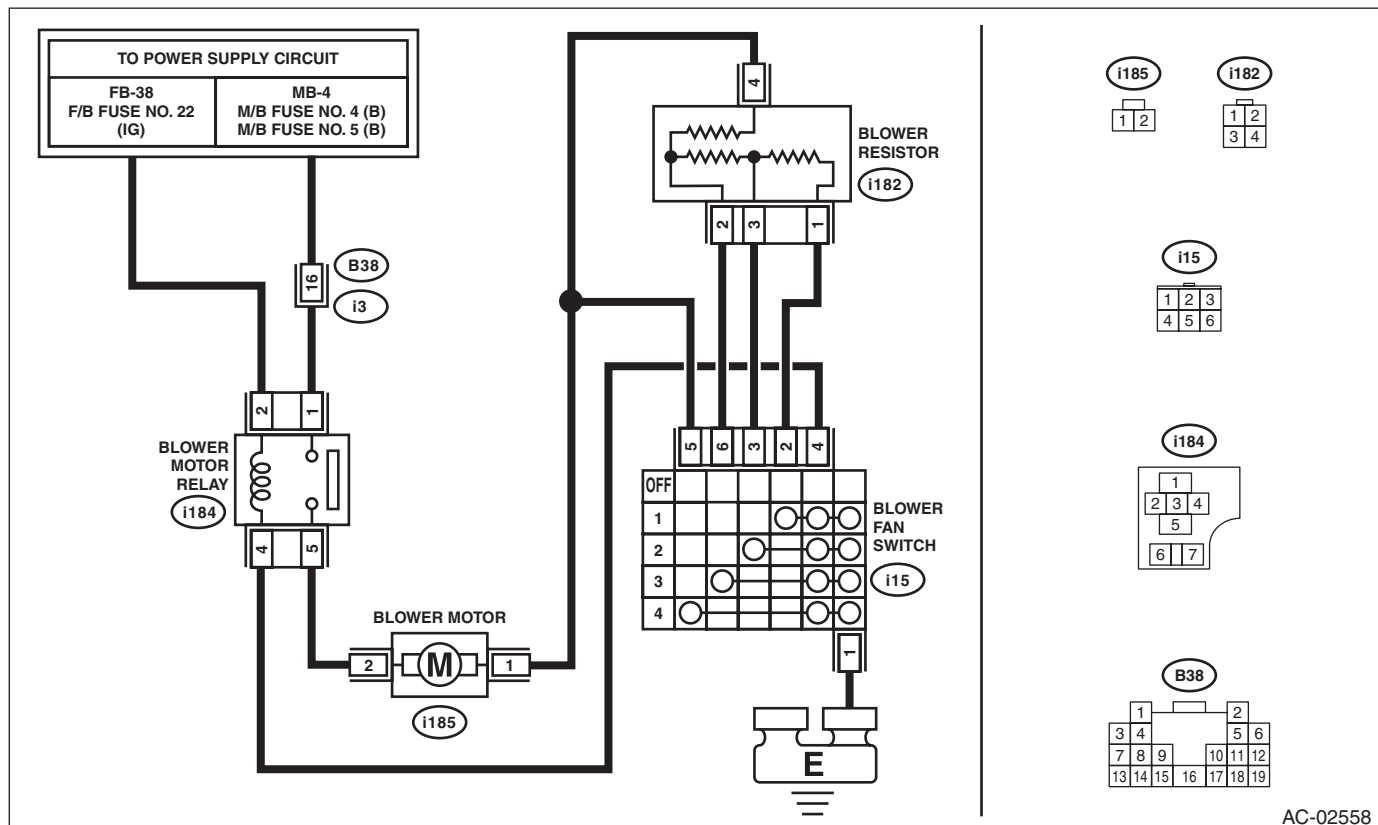 TO POWER SUPPLY CIRCUIT
FB-38
F/B FUSE NO. 22
(IG)
MB-4
M/B FUSE NO. 4 (B)
M/B FUSE NO. 5 (B)
16
B38
i3
2 1
BLOWER
MOTOR
RELAY
i184
4 5
BLOWER MOTOR
2 M 1
i185
4
BLOWER
RESISTOR
i182
2 3 1
5 6 3 2 4
OFF
1
2
3
4
BLOWER
FAN
SWITCH
i15
1
E
i185
1 2
i182
1 2
3 4
i15
1 2 3
4 5 6
i184
1
2 3 4
5
6 7
B38
1 2
3 4 5 6
7 8 9 10 11 12
13 14 15 16 17 18 19
AC-02558